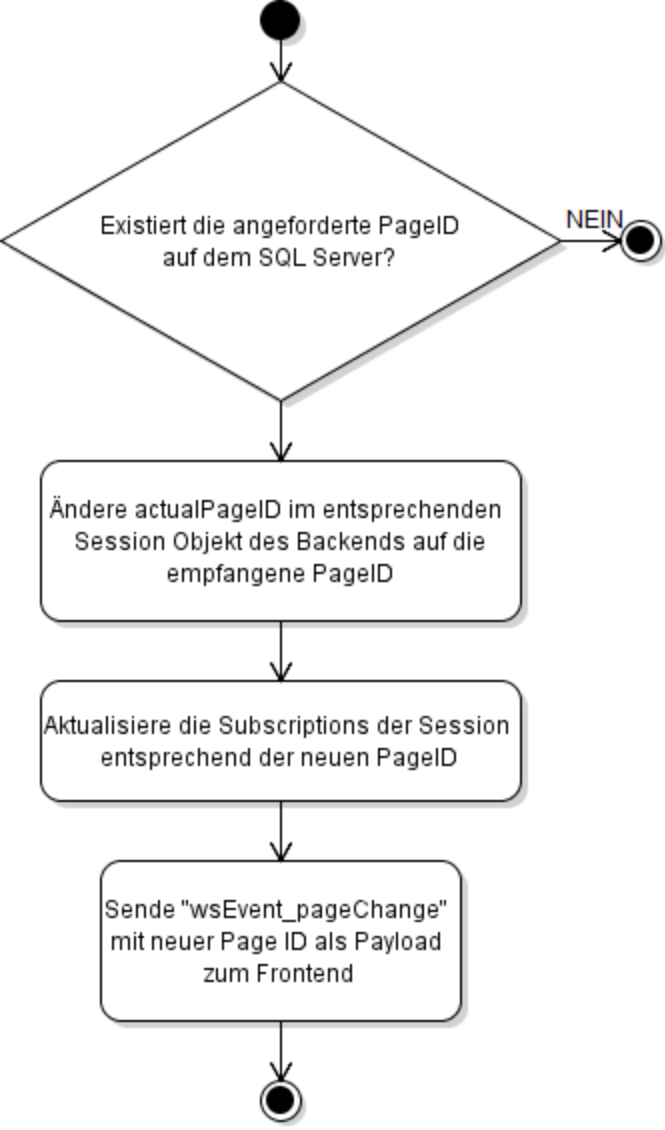 Existiert die angeforderte PageID
auf dem SQL Server?
NEIN
Ändere actualPageID im entsprechenden
Session Objekt des Backends auf die
empfangene PageID
Aktualisiere die Subscriptions der Session
entsprechend der neuen PageID
Sende "wsEvent_pageChange"
mit neuer Page ID als Payload
zum Frontend